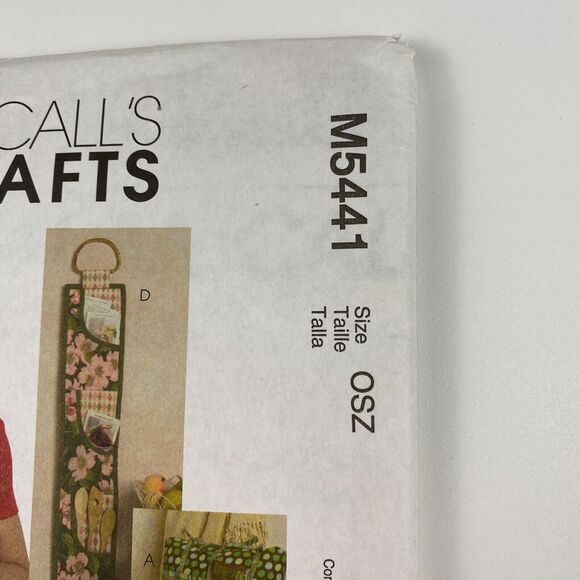 CALL'S
AFTS
M5441
Size
Taille
Talla
OSZ
D
A